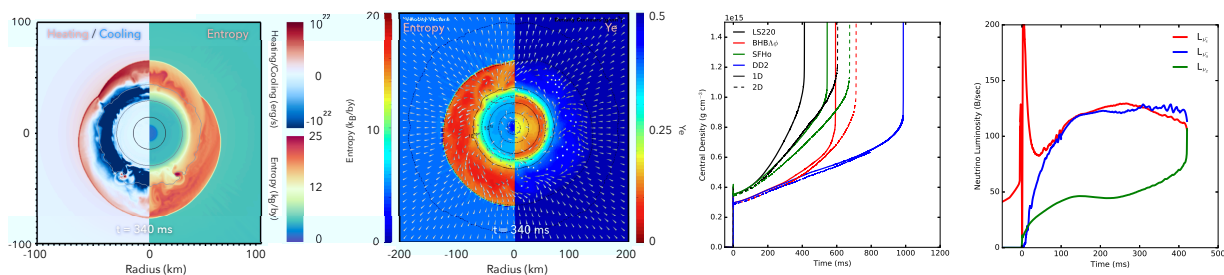 Heating / Cooling
Entropy
t = 340 ms
100
0
-100
-100
0
100
Radius (km)
10^22
0
10^22
Heating/Cooling (erg/s)
25
12
0
Entropy (kB/by)
Entropy
Ye
t = 340 ms
20
10
0
Entropy (kB/by)
-200
-100
0
100
200
Radius (km)
0.5
0.25
0
Ye
1e15
LS220
BHBΛϕ
SFHo
DD2
1D
2D
1.4
1.2
1.0
0.8
0.6
0.4
0.2
0.0
Central Density (g cm⁻³)
0
200
400
600
800
1000
1200
Time (ms)
200
150
100
50
0
Neutrino Luminosity (B/sec)
-50
0
100
200
300
400
500
Time (ms)